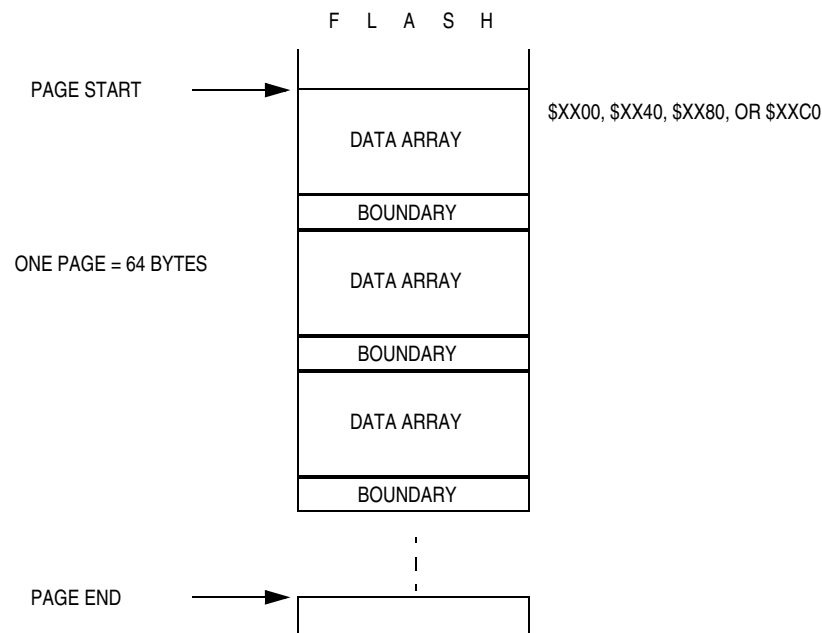 F L A S H
PAGE START
$XX00, $XX40, $XX80, OR $XXC0
DATA ARRAY
BOUNDARY
ONE PAGE = 64 BYTES
DATA ARRAY
BOUNDARY
DATA ARRAY
BOUNDARY
PAGE END